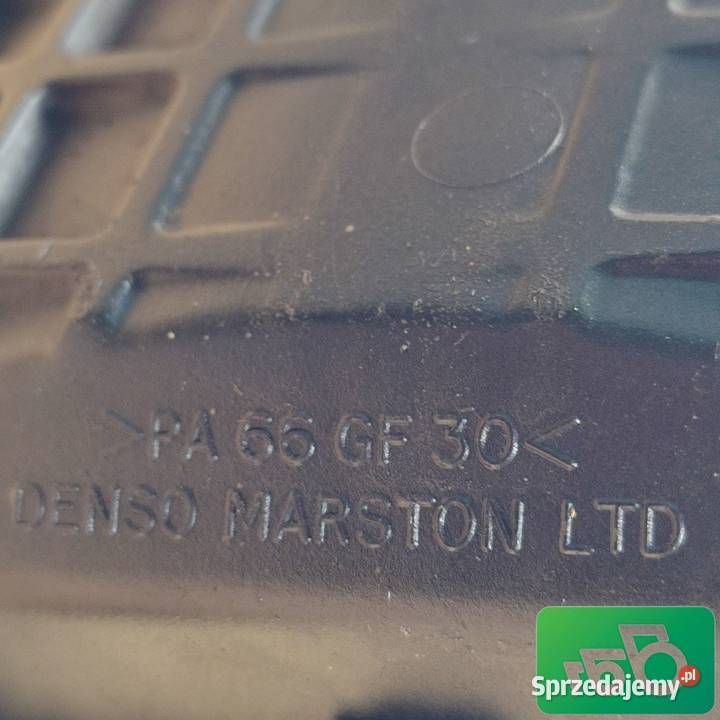 >PA 66 GF 30<
DENSO MARSTON LTD
Sprzedajemy.pl